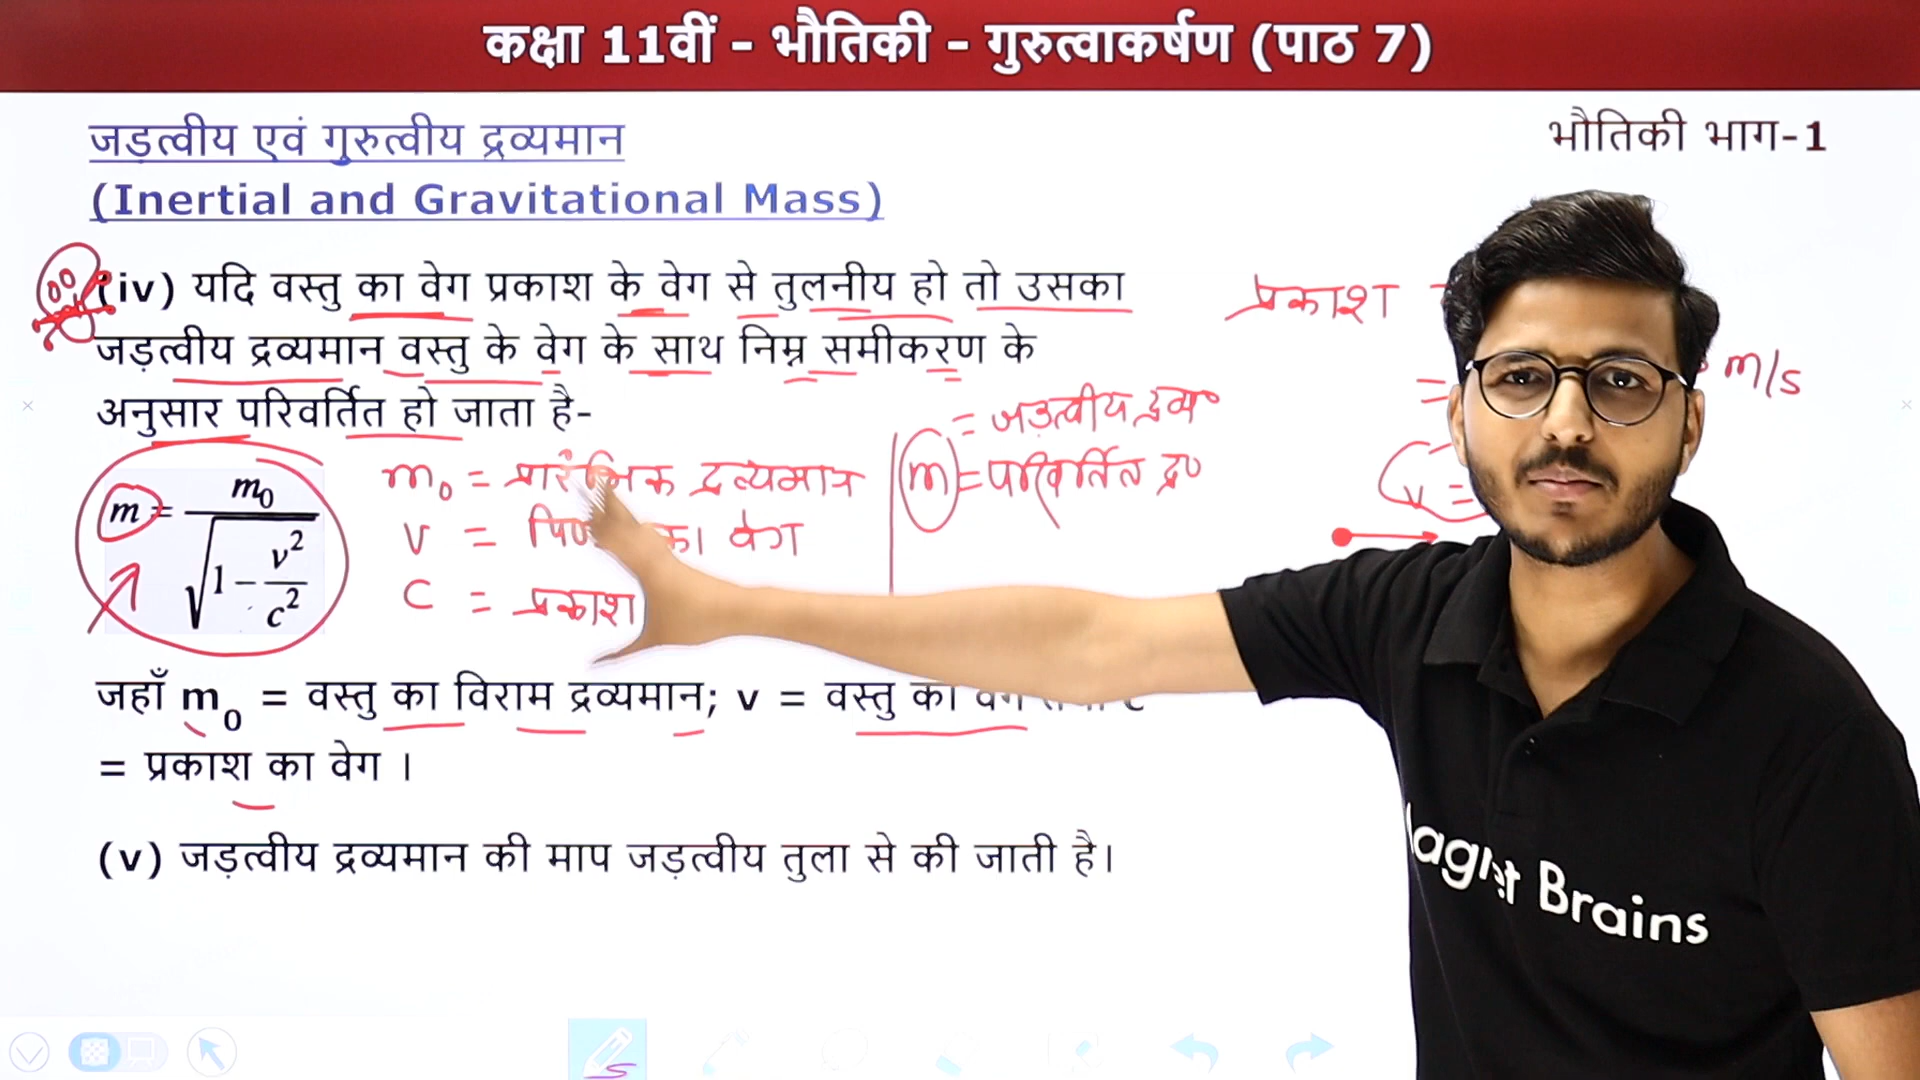 कक्षा 11वीं - भौतिकी - गुरुत्वाकर्षण (पाठ 7)
जड़त्वीय एवं गुरुत्वीय द्रव्यमान
भौतिकी भाग-1
(Inertial and Gravitational Mass)
(iv) यदि वस्तु का वेग प्रकाश के वेग से तुलनीय हो तो उसका
प्रकाश
जड़त्वीय द्रव्यमान वस्तु के वेग के साथ निम्न समीकरण के
= m/s
अनुसार परिवर्तित हो जाता है-
= जड़त्वीय द्रव्य
m₀ = प्रारंभिक द्रव्यमान
m = परिवर्तित द्र०
v =
m = m₀ / √(1 - v²/c²)
v = का वेग
c = प्रकाश
जहाँ m₀ = वस्तु का विराम द्रव्यमान; v = वस्तु का वेग
= प्रकाश का वेग ।
(v) जड़त्वीय द्रव्यमान की माप जड़त्वीय तुला से की जाती है।
agnet Brains